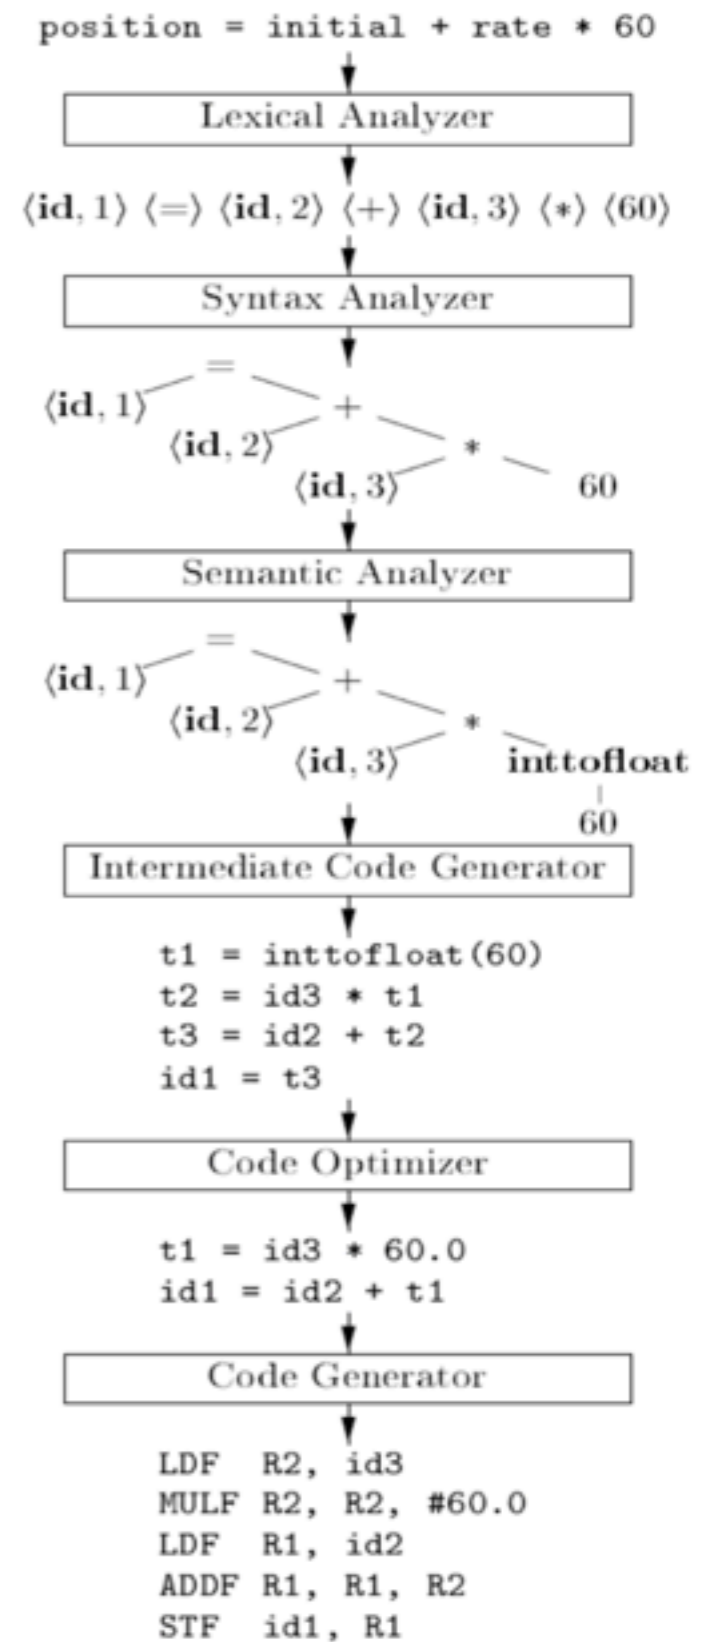 position = initial + rate * 60
Lexical Analyzer
⟨id, 1⟩ ⟨=⟩ ⟨id, 2⟩ ⟨+⟩ ⟨id, 3⟩ ⟨*⟩ ⟨60⟩
Syntax Analyzer
=
⟨id, 1⟩ +
⟨id, 2⟩ *
⟨id, 3⟩ 60
Semantic Analyzer
=
⟨id, 1⟩ +
⟨id, 2⟩ *
⟨id, 3⟩ inttofloat
60
Intermediate Code Generator
t1 = inttofloat(60)
t2 = id3 * t1
t3 = id2 + t2
id1 = t3
Code Optimizer
t1 = id3 * 60.0
id1 = id2 + t1
Code Generator
LDF R2, id3
MULF R2, R2, #60.0
LDF R1, id2
ADDF R1, R1, R2
STF id1, R1